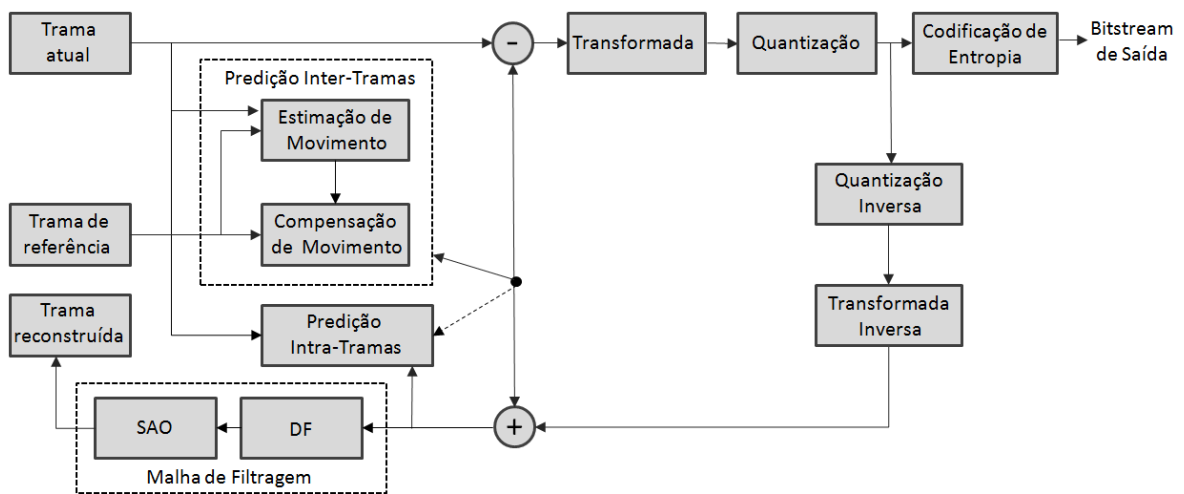 Trama
atual
-
Transformada
Quantização
Codificação de
Entropia
Bitstream
de Saída
Predição Inter-Tramas
Estimação de
Movimento
Quantização
Inversa
Trama de
referência
Compensação
de Movimento
Trama
reconstruída
Predição
Intra-Tramas
Transformada
Inversa
SAO
DF
+
Malha de Filtragem